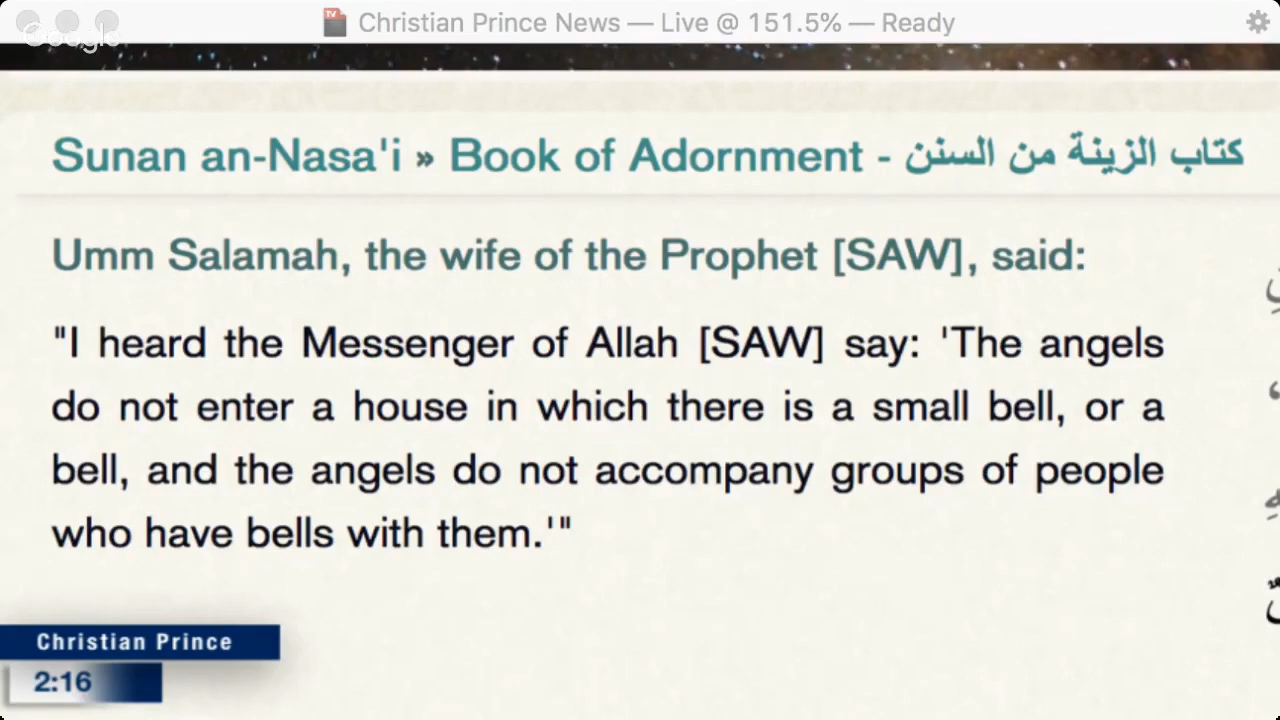 Christian Prince News — Live @ 151.5% — Ready
Google
Sunan an-Nasa'i » Book of Adornment - كتاب الزينة من السنن
Umm Salamah, the wife of the Prophet [SAW], said:
"I heard the Messenger of Allah [SAW] say: 'The angels
do not enter a house in which there is a small bell, or a
bell, and the angels do not accompany groups of people
who have bells with them.'"
Christian Prince
2:16